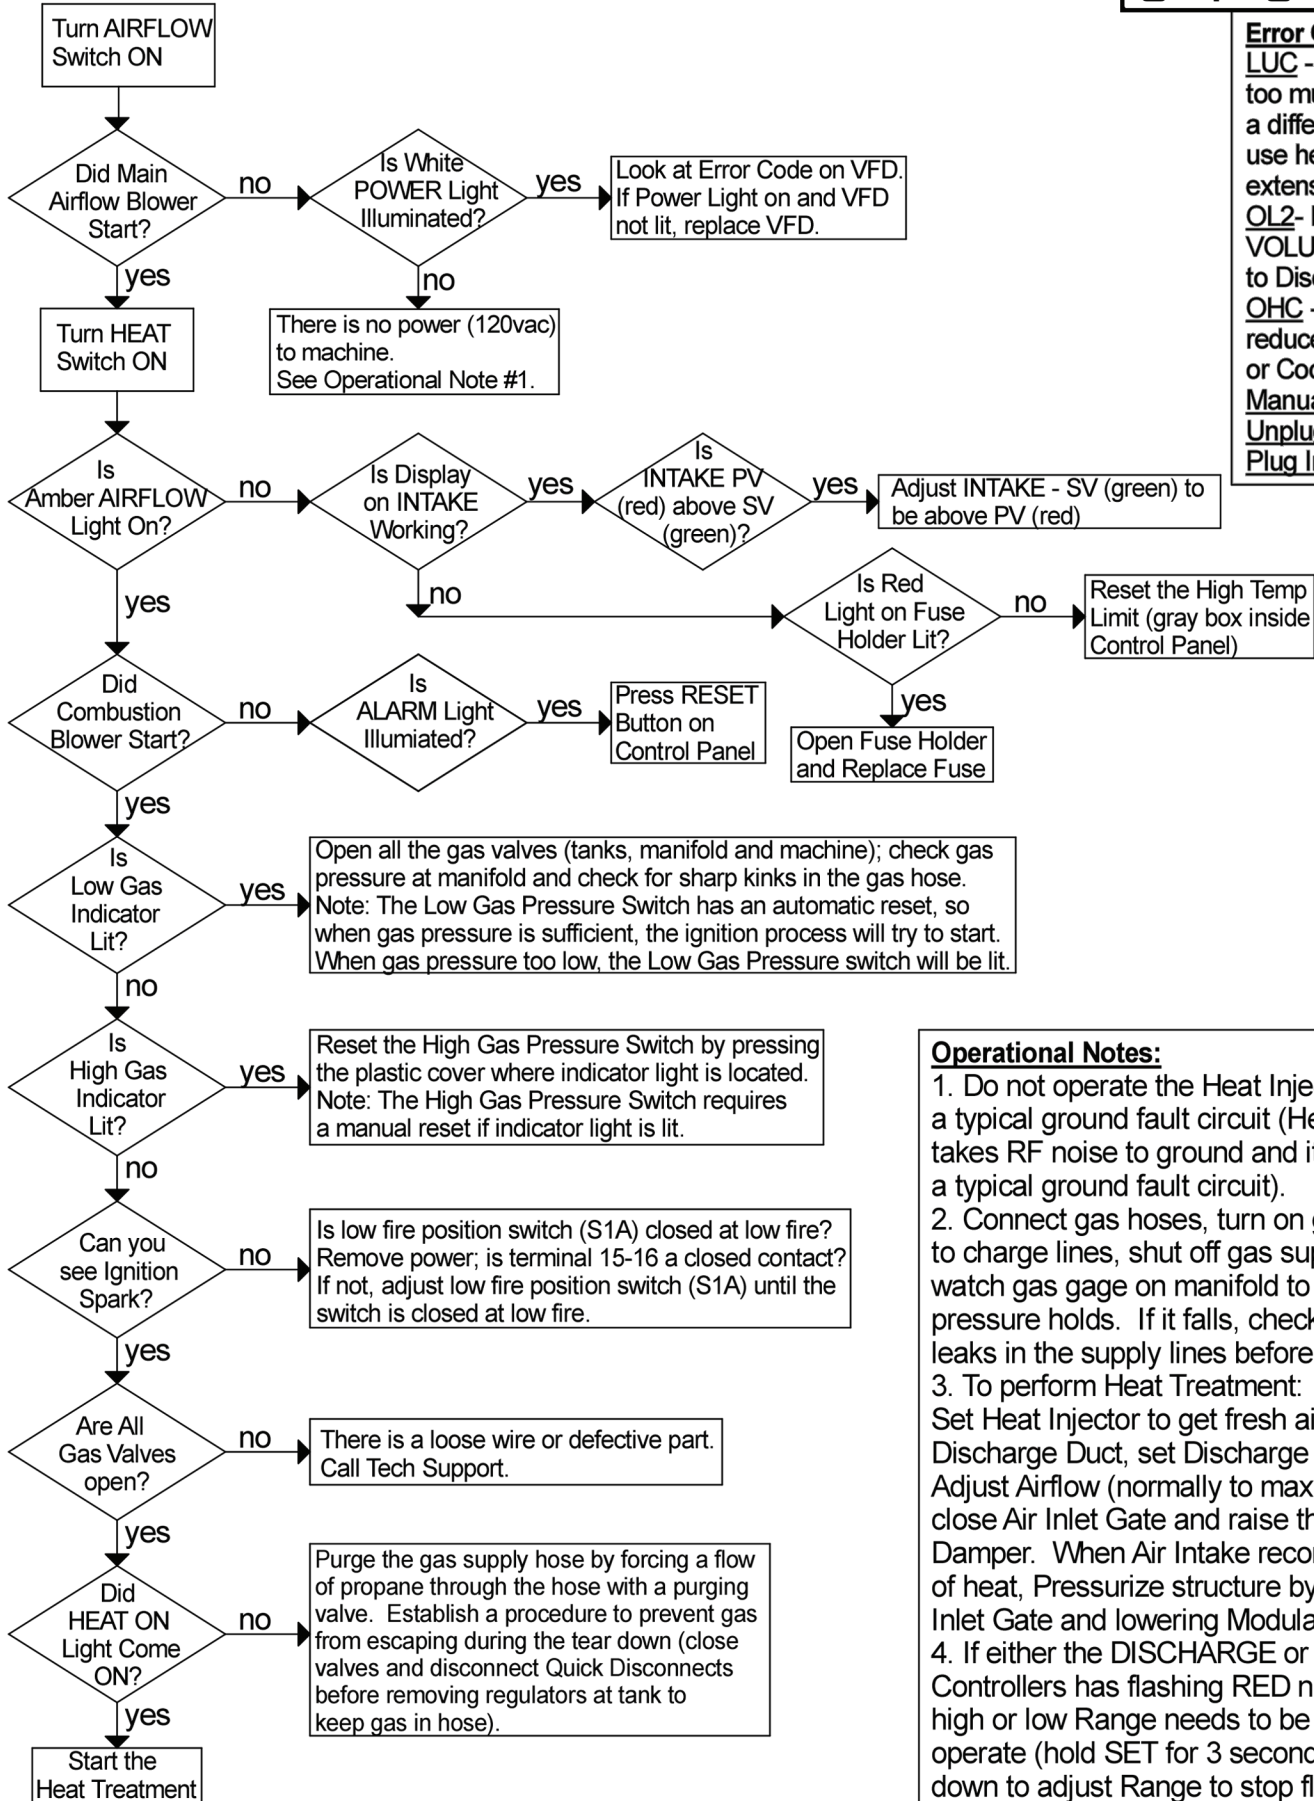 Turn AIRFLOW
Switch ON
Did Main
Airflow Blower
Start?
no
Is White
POWER Light
Illuminated?
yes
Look at Error Code on VFD.
If Power Light on and VFD
not lit, replace VFD.
yes
no
There is no power (120vac)
to machine.
See Operational Note #1.
Turn HEAT
Switch ON
Is
Amber AIRFLOW
Light On?
no
Is Display
on INTAKE
Working?
yes
Is
INTAKE PV
(red) above SV
(green)?
yes
Adjust INTAKE - SV (green) to
be above PV (red)
yes
no
Is Red
Light on Fuse
Holder Lit?
no
Reset the High Temp
Limit (gray box inside
Control Panel)
yes
Open Fuse Holder
and Replace Fuse
Did
Combustion
Blower Start?
no
Is
ALARM Light
Illumiated?
yes
Press RESET
Button on
Control Panel
yes
Is
Low Gas
Indicator
Lit?
yes
Open all the gas valves (tanks, manifold and machine); check gas
pressure at manifold and check for sharp kinks in the gas hose.
Note: The Low Gas Pressure Switch has an automatic reset, so
when gas pressure is sufficient, the ignition process will try to start.
When gas pressure too low, the Low Gas Pressure switch will be lit.
no
Is
High Gas
Indicator
Lit?
yes
Reset the High Gas Pressure Switch by pressing
the plastic cover where indicator light is located.
Note: The High Gas Pressure Switch requires
a manual reset if indicator light is lit.
no
Can you
see Ignition
Spark?
no
Is low fire position switch (S1A) closed at low fire?
Remove power; is terminal 15-16 a closed contact?
If not, adjust low fire position switch (S1A) until the
switch is closed at low fire.
yes
Are All
Gas Valves
open?
no
There is a loose wire or defective part.
Call Tech Support.
yes
Did
HEAT ON
Light Come
ON?
no
Purge the gas supply hose by forcing a flow
of propane through the hose with a purging
valve. Establish a procedure to prevent gas
from escaping during the tear down (close
valves and disconnect Quick Disconnects
before removing regulators at tank to
keep gas in hose).
yes
Start the
Heat Treatment
Error
LUC -
too
a
use
OL2-
to
OHC -
or
Operational Notes:
1. Do not operate the Heat
a typical ground fault circuit
takes RF noise to ground and
a typical ground fault circuit).
2. Connect gas hoses, turn on
to charge lines, shut off gas
watch gas gage on manifold to
pressure holds. If it falls,
leaks in the supply lines before
3. To perform Heat Treatment:
Set Heat Injector to get fresh
Discharge Duct, set Discharge
Adjust Airflow (normally to
close Air Inlet Gate and raise
Damper. When Air Intake
of heat, Pressurize structure by
Inlet Gate and lowering
4. If either the DISCHARGE or
Controllers has flashing RED
high or low Range needs to be
operate (hold SET for 3
down to adjust Range to stop